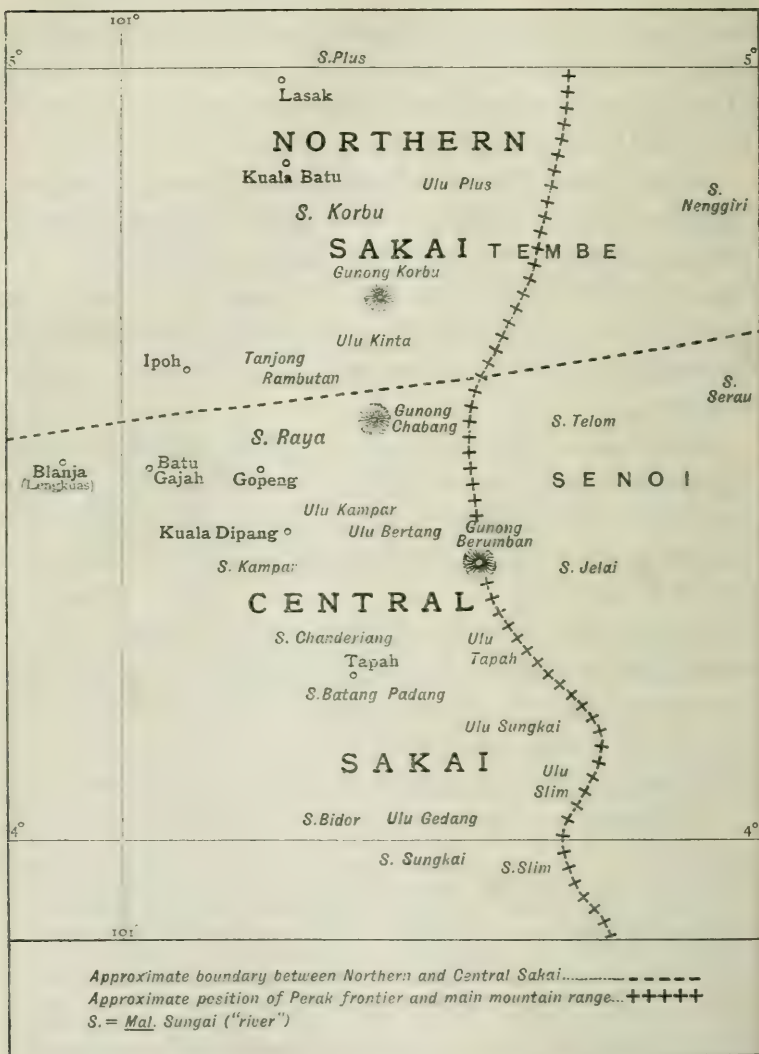 101°
5°
S.Plus
5°
Lasak
NORTHERN
Kuala Batu
Ulu Plus
S.
Nenggiri
S. Korbu
SAKAI TEMBE
Gunong Korbu
Ulu Kinta
Ipoh
Tanjong
Rambutan
S.
Serau
Gunong
Chabang
S. Telom
S. Raya
Blanja
(Lengkuas)
Batu
Gajah
Gopeng
SENOI
Ulu Kampar
Kuala Dipang
Ulu Bertang
Gunong
Berumban
S. Kampar
S. Jelai
CENTRAL
S. Chanderiang
Ulu
Tapah
Tapah
S.Batang Padang
Ulu Sungkai
SAKAI
Ulu
Slim
S.Bidor
Ulu Gedang
4°
4°
S. Sungkai
S.Slim
101°
Approximate boundary between Northern and Central Sakai
Approximate position of Perak frontier and main mountain range...
S. = Mal. Sungai ("river")